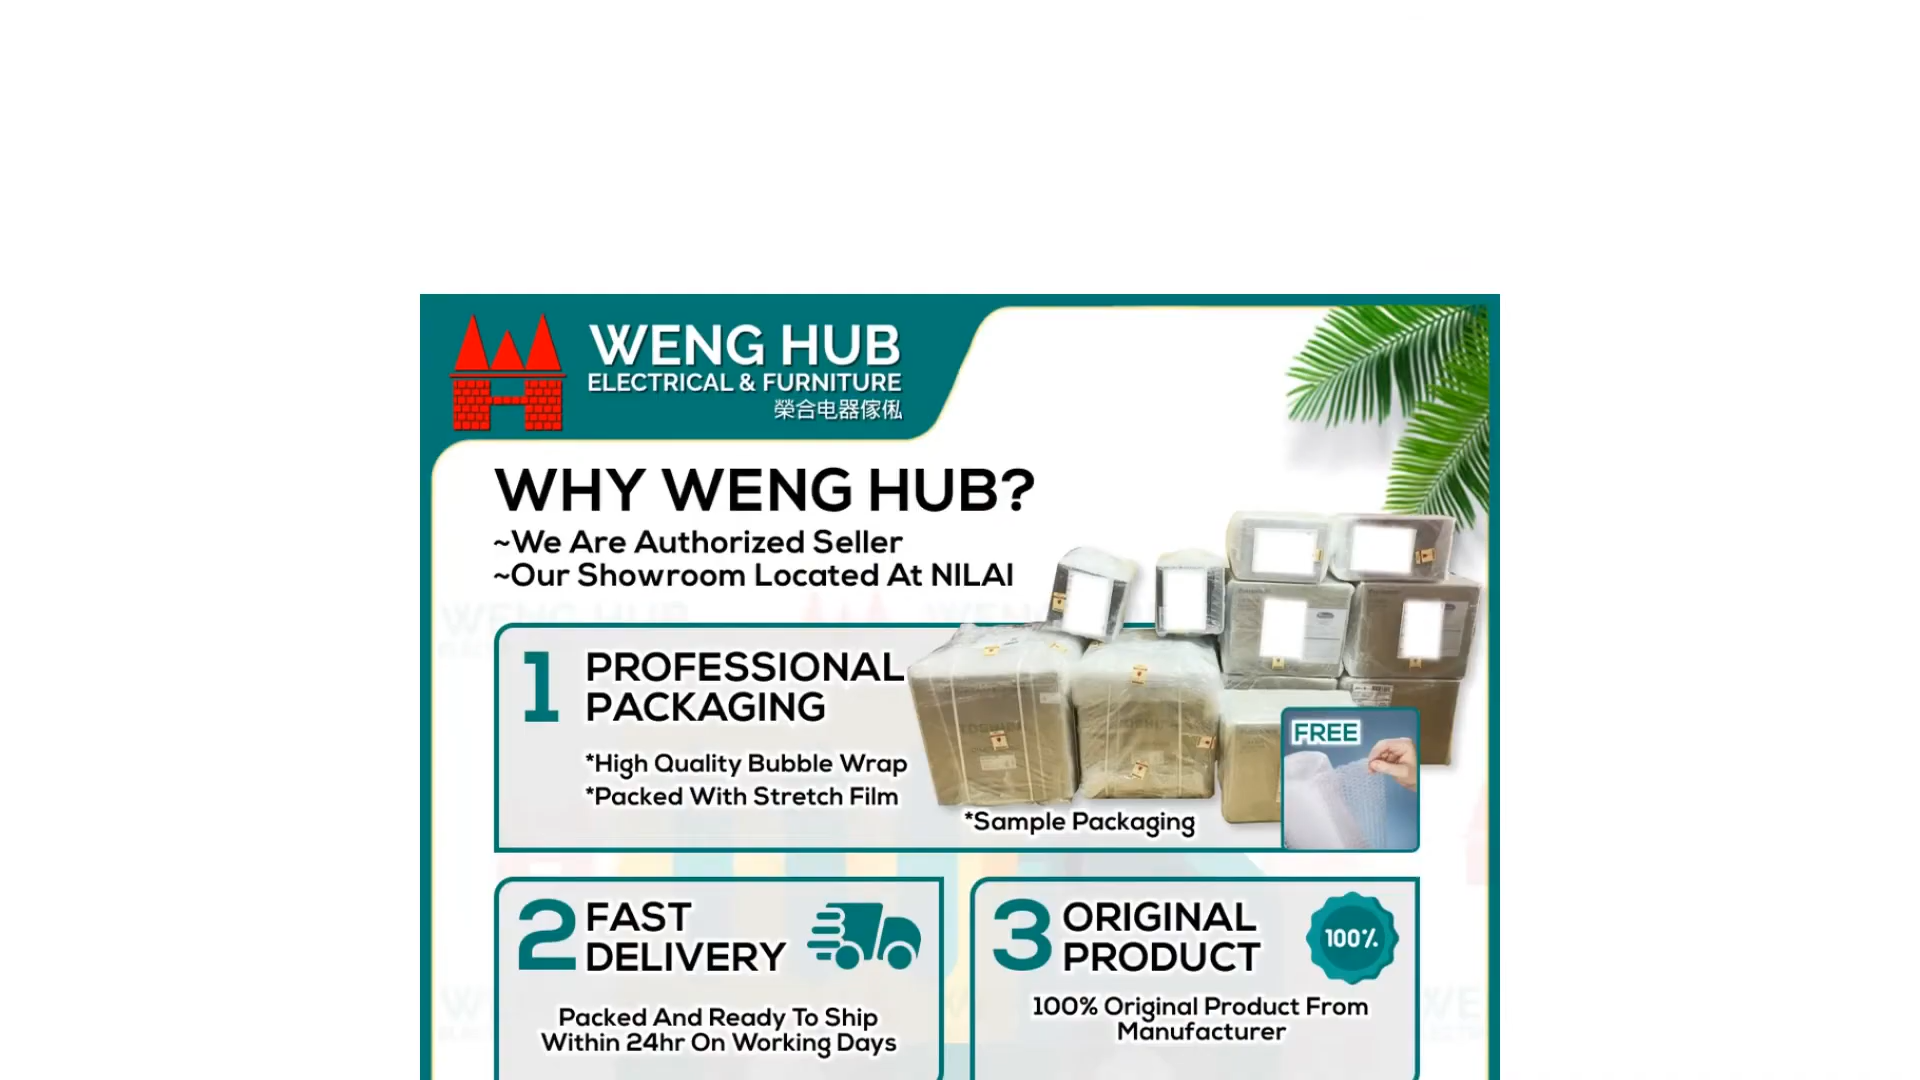 WENG HUB
ELECTRICAL & FURNITURE
榮合电器傢俬
WHY WENG HUB?
~We Are Authorized Seller
~Our Showroom Located At NILAI
1 PROFESSIONAL
PACKAGING
*High Quality Bubble Wrap
*Packed With Stretch Film
*Sample Packaging
FREE
2 FAST
DELIVERY
Packed And Ready To Ship
Within 24hr On Working Days
3 ORIGINAL
PRODUCT
100%
100% Original Product From
Manufacturer